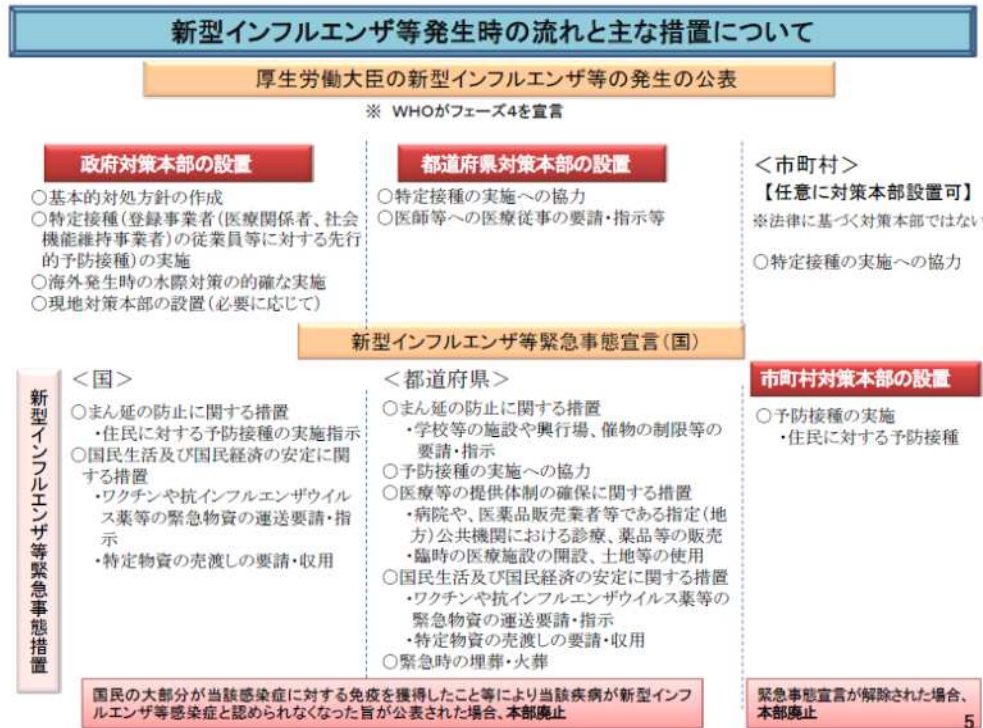 新型インフルエンザ等発生時の流れと主な措置について
厚生労働大臣の新型インフルエンザ等の発生の公表
※ WHOがフェーズ4を宣言
政府対策本部の設置
○基本的対処方針の作成
○特定接種(登録事業者(医療関係者、社会
機能維持事業者)の従業員等に対する先行
的予防接種)の実施
○海外発生時の水際対策の的確な実施
○現地対策本部の設置(必要に応じて)
都道府県対策本部の設置
○特定接種の実施への協力
○医師等への医療従事の要請・指示等
<市町村>
【任意に対策本部設置可】
※法律に基づく対策本部ではない
○特定接種の実施への協力
新型インフルエンザ等緊急事態宣言(国)
新型インフルエンザ等緊急事態措置
<国>
○まん延の防止に関する措置
・住民に対する予防接種の実施指示
○国民生活及び国民経済の安定に関
する措置
・ワクチンや抗インフルエンザウイル
ス薬等の緊急物資の運送要請・指
示
・特定物資の売渡しの要請・収用
<都道府県>
○まん延の防止に関する措置
・学校等の施設や興行場、催物の制限等の
要請・指示
○予防接種の実施への協力
○医療等の提供体制の確保に関する措置
・病院や、医薬品販売業者等である指定(地
方)公共機関における診療、薬品等の販売
・臨時の医療施設の開設、土地等の使用
○国民生活及び国民経済の安定に関する措置
・ワクチンや抗インフルエンザウイルス薬等の
緊急物資の運送要請・指示
・特定物資の売渡しの要請・収用
○緊急時の埋葬・火葬
市町村対策本部の設置
○予防接種の実施
・住民に対する予防接種
国民の大部分が当該感染症に対する免疫を獲得したこと等により当該疾病が新型インフ
ルエンザ等感染症と認められなくなった旨が公表された場合、本部廃止
緊急事態宣言が解除された場合、
本部廃止
5